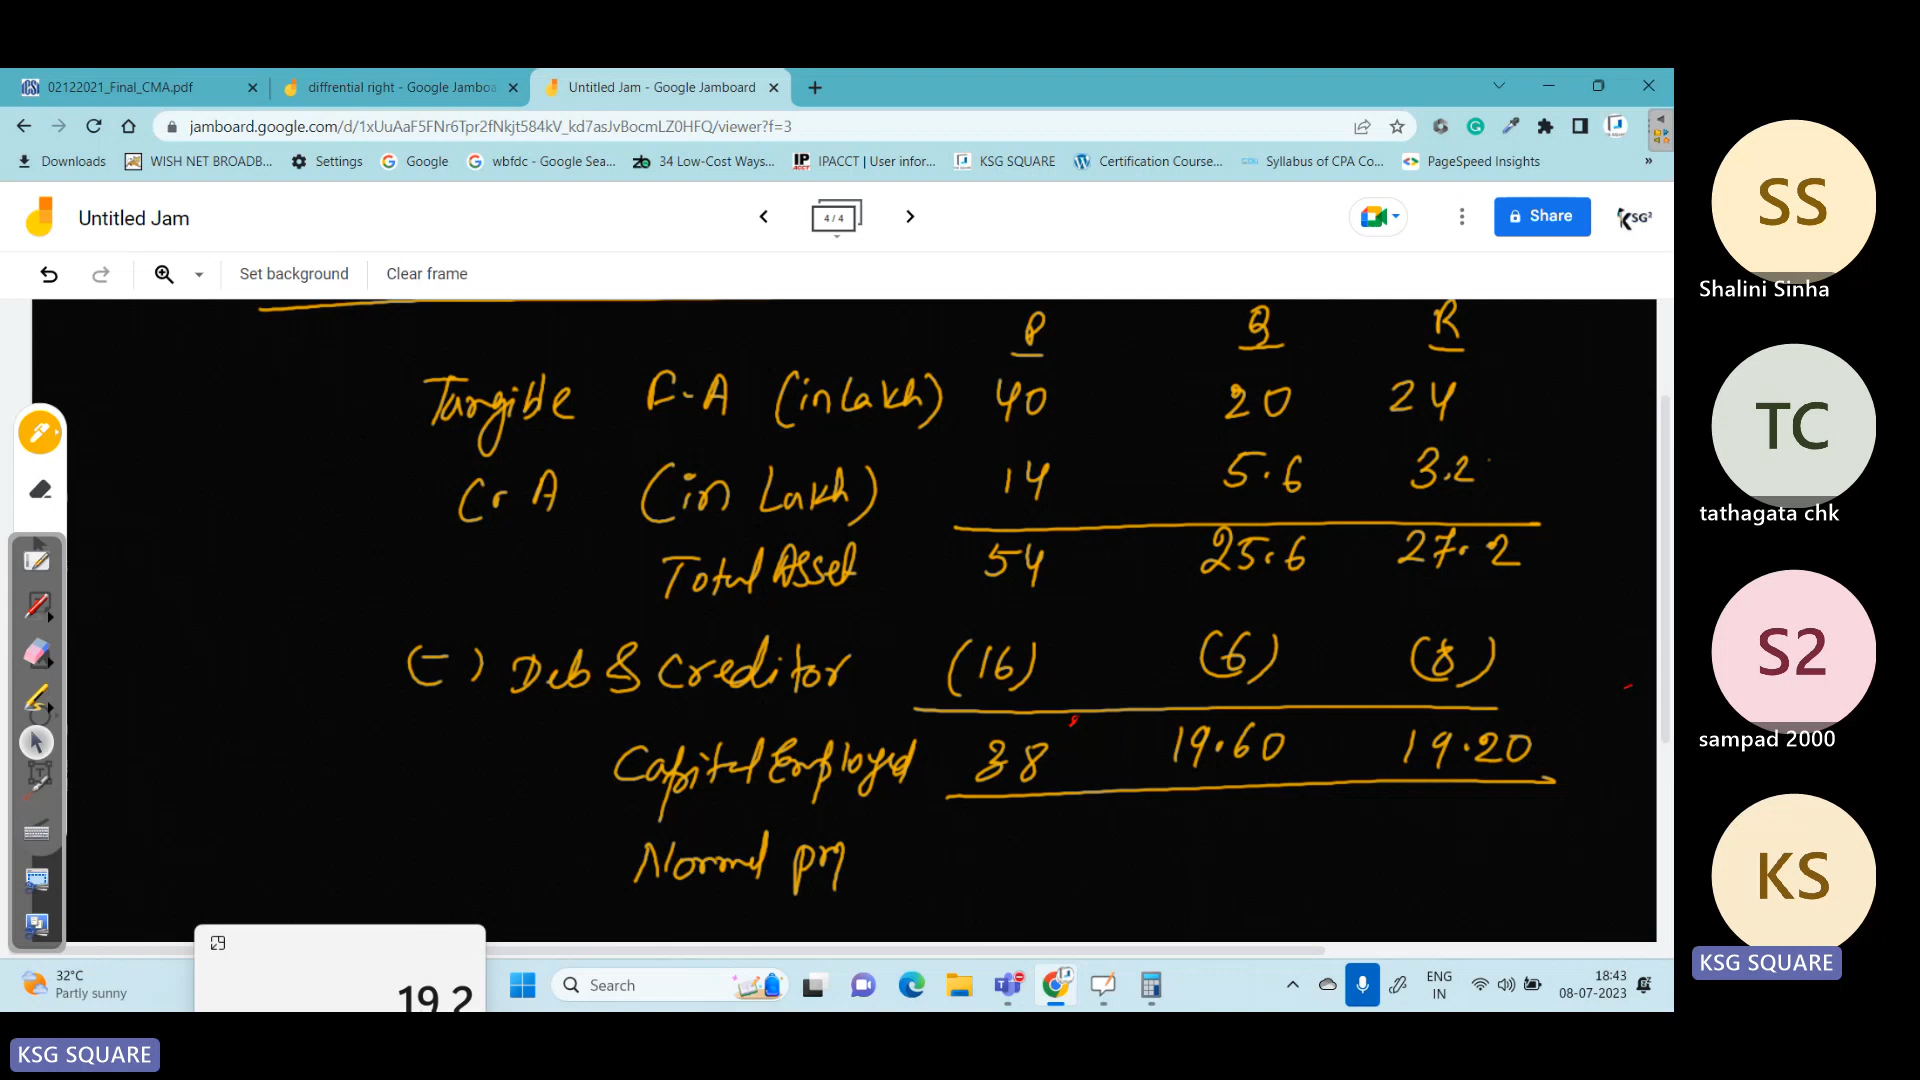 02122021_Final_CMA.pdf
diffrential right - Google Jamboa
Untitled Jam - Google Jamboard
jamboard.google.com/d/1xUuAaF5FNr6Tpr2fNkjt584kV_kd7asJvBocmLZ0HFQ/viewer?f=3
Downloads WISH NET BROADB... Settings Google wbfdc - Google Sea... 34 Low-Cost Ways... IPACCT | User infor... KSG SQUARE Certification Course... Syllabus of CPA Co... PageSpeed Insights »
Untitled Jam
4 / 4
Share
KSG²
Set background Clear frame
P Q R
Tangible F-A (in Lakh) 40 20 24
Cr A (in Lakh) 14 5.6 3.2
Total Asset 54 25.6 27.2
(-) Deb & Creditor (16) (6) (8)
Capital Employed 38 19.60 19.20
Normal
19.2
32°C
Partly sunny
Search
ENG
IN
18:43
08-07-2023
SS
Shalini Sinha
TC
tathagata chk
S2
sampad 2000
KS
KSG SQUARE
KSG SQUARE